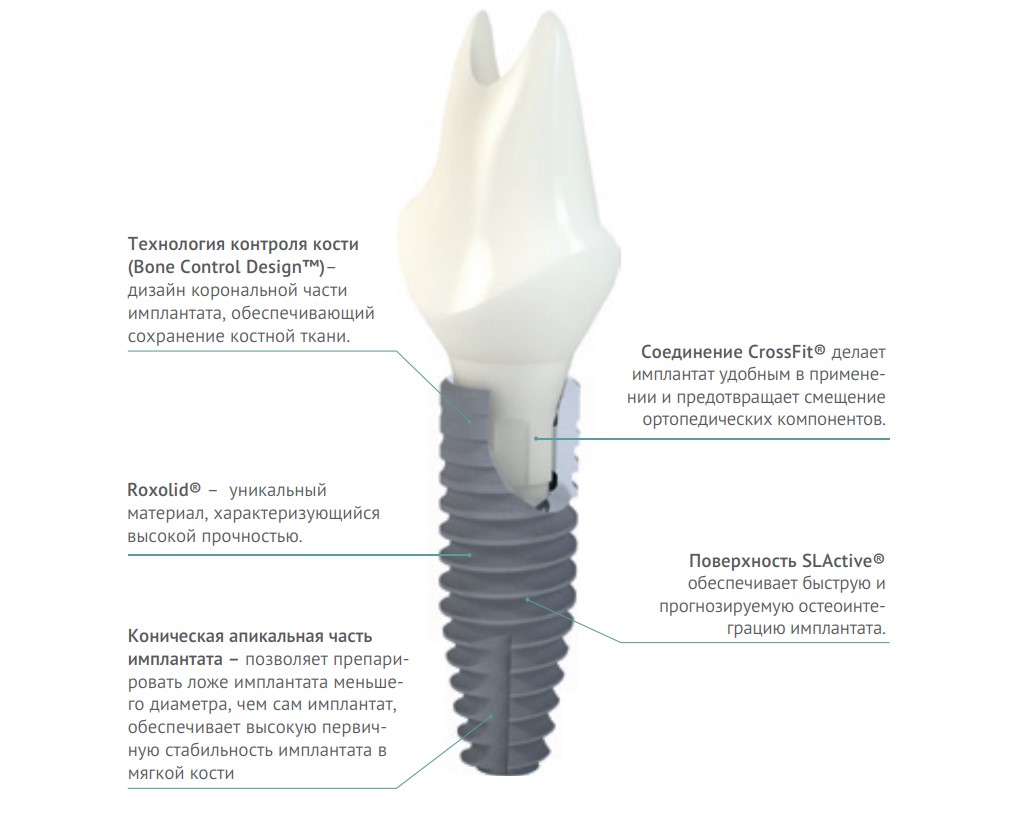 Технология контроля кости
(Bone Control Design™)–
дизайн корональной части
имплантата, обеспечивающий
сохранение костной ткани.
Соединение CrossFit® делает
имплантат удобным в примене-
нии и предотвращает смещение
ортопедических компонентов.
Roxolid® – уникальный
материал, характеризующийся
высокой прочностью.
Поверхность SLActive®
обеспечивает быструю и
прогнозируемую остеоинте-
грацию имплантата.
Коническая апикальная часть
имплантата – позволяет препари-
ровать ложе имплантата меньше-
го диаметра, чем сам имплантат,
обеспечивает высокую первич-
ную стабильность имплантата в
мягкой кости